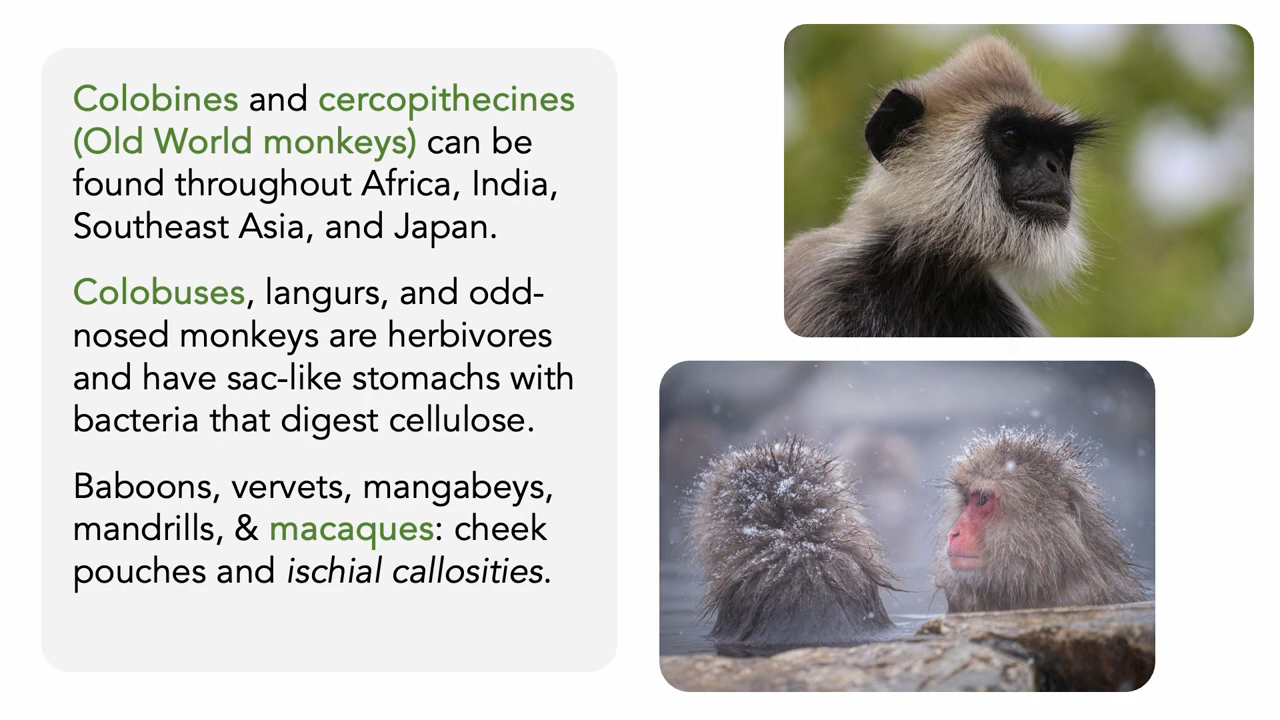 Colobines and cercopithecines
(Old World monkeys) can be
found throughout Africa, India,
Southeast Asia, and Japan.
Colobuses, langurs, and odd-
nosed monkeys are herbivores
and have sac-like stomachs with
bacteria that digest cellulose.
Baboons, vervets, mangabeys,
mandrills, & macaques: cheek
pouches and ischial callosities.